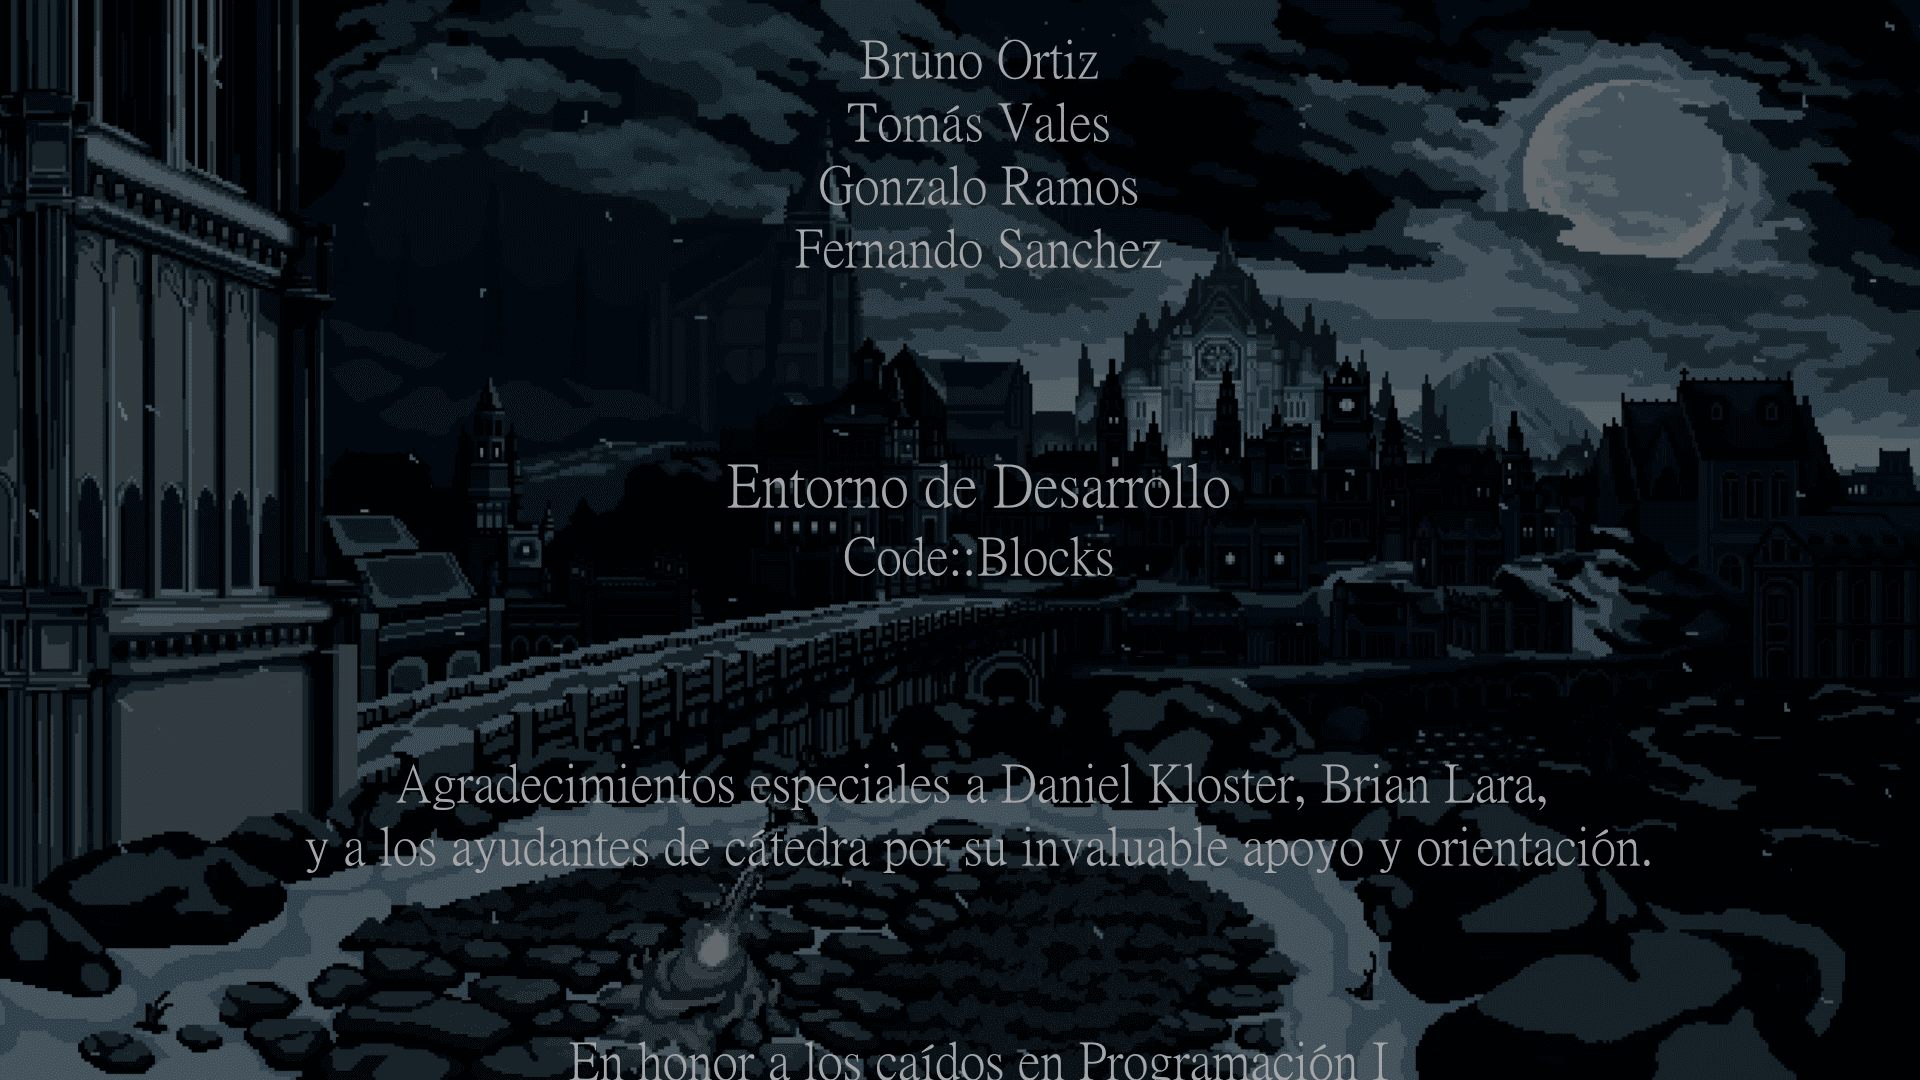 Bruno Ortiz
Tomás Vales
Gonzalo Ramos
Fernando Sanchez
Entorno de Desarrollo
Code::Blocks
Agradecimientos especiales a Daniel Kloster, Brian Lara,
y a los ayudantes de cátedra por su invaluable apoyo y orientación.
En honor a los caídos en Programación I